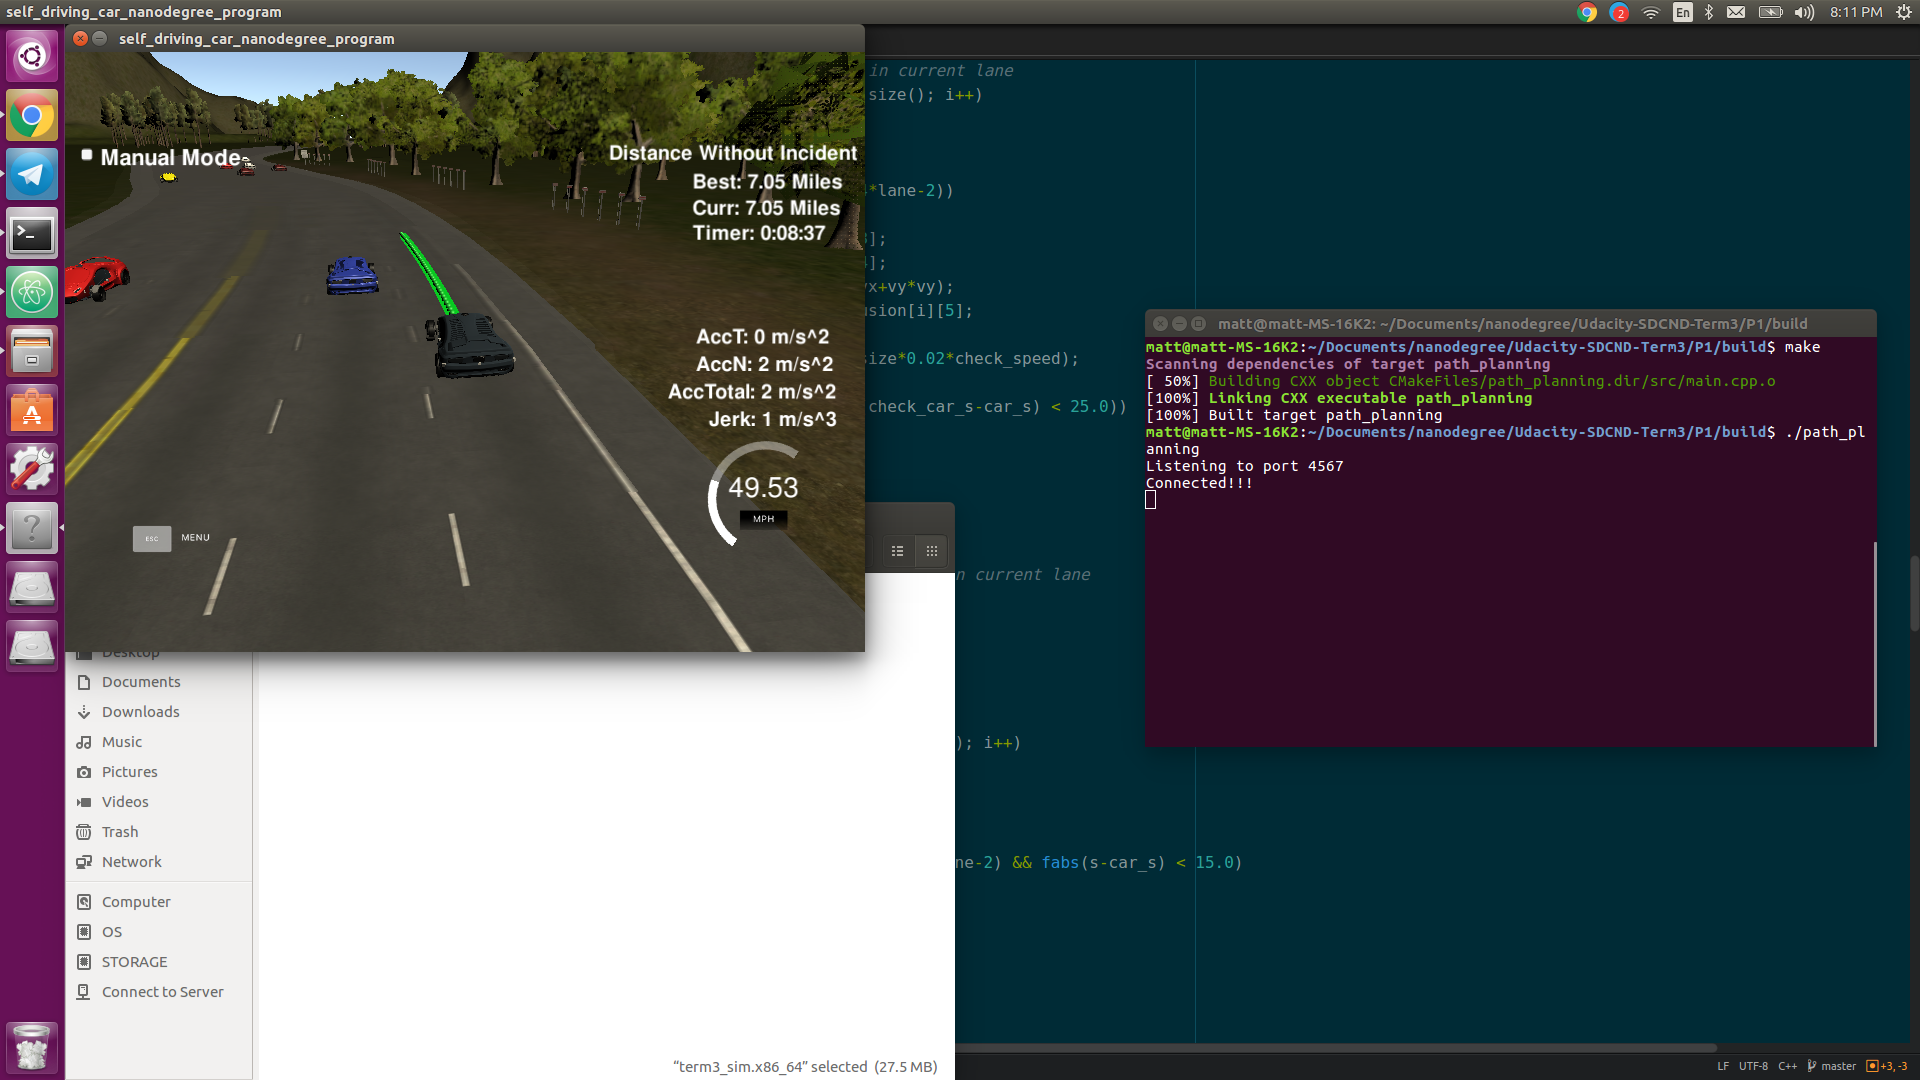 self_driving_car_nanodegree_program
2
En
8:11 PM
self_driving_car_nanodegree_program
Manual Mode
Distance Without Incident
Best: 7.05 Miles
Curr: 7.05 Miles
Timer: 0:08:37
AccT: 0 m/s^2
AccN: 2 m/s^2
AccTotal: 2 m/s^2
Jerk: 1 m/s^3
49.53
MPH
ESC MENU
in current lane
size(); i++)
*lane-2))
];
];
x+vy*vy);
sion[i][5];
size*0.02*check_speed);
check_car_s-car_s) < 25.0))
n current lane
); i++)
ne-2) && fabs(s-car_s) < 15.0)
matt@matt-MS-16K2: ~/Documents/nanodegree/Udacity-SDCND-Term3/P1/build
matt@matt-MS-16K2:~/Documents/nanodegree/Udacity-SDCND-Term3/P1/build$ make
Scanning dependencies of target path_planning
[ 50%] Building CXX object CMakeFiles/path_planning.dir/src/main.cpp.o
[100%] Linking CXX executable path_planning
[100%] Built target path_planning
matt@matt-MS-16K2:~/Documents/nanodegree/Udacity-SDCND-Term3/P1/build$ ./path_pl
anning
Listening to port 4567
Connected!!!
Desktop
Documents
Downloads
Music
Pictures
Videos
Trash
Network
Computer
OS
STORAGE
Connect to Server
“term3_sim.x86_64” selected (27.5 MB)
LF UTF-8 C++ master +3, -3